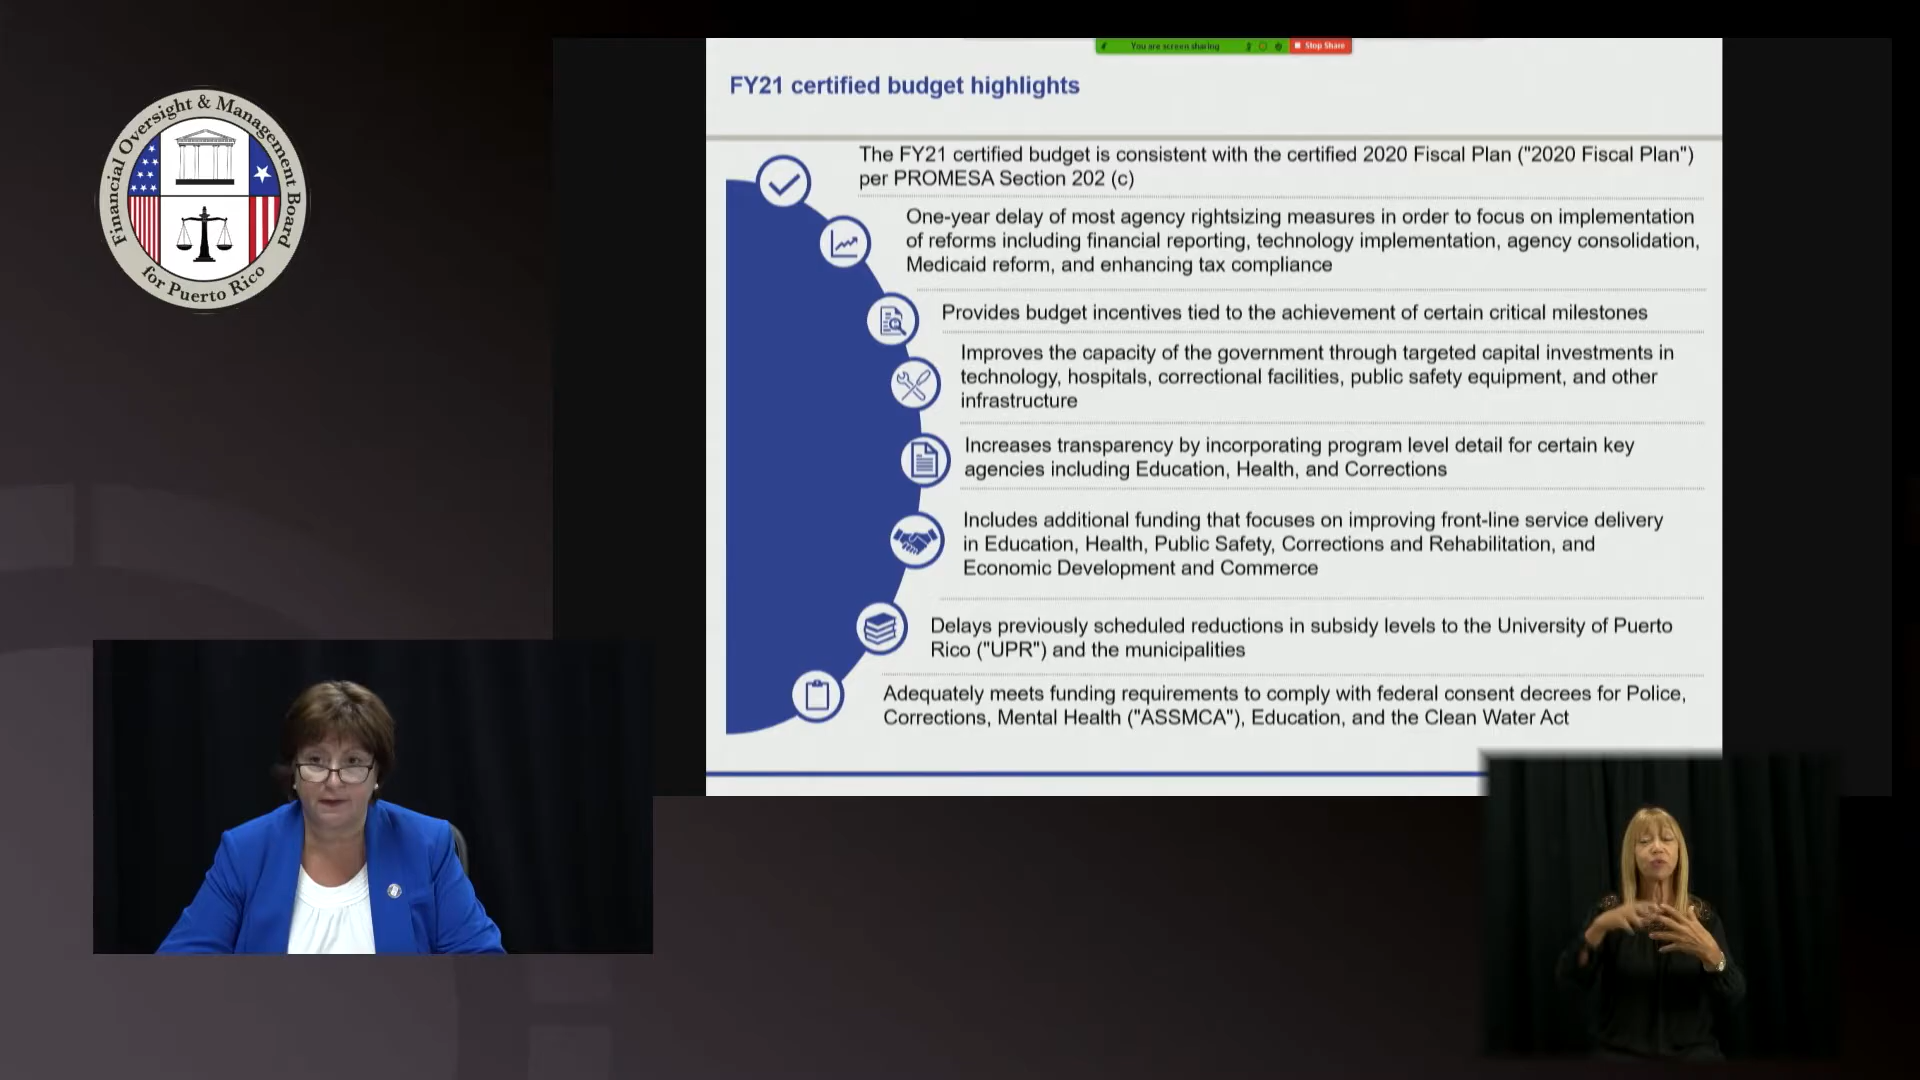 Financial Oversight & Management Board
for Puerto Rico
You are screen sharing
Stop Share
FY21 certified budget highlights
The FY21 certified budget is consistent with the certified 2020 Fiscal Plan ("2020 Fiscal Plan")
per PROMESA Section 202 (c)
One-year delay of most agency rightsizing measures in order to focus on implementation
of reforms including financial reporting, technology implementation, agency consolidation,
Medicaid reform, and enhancing tax compliance
Provides budget incentives tied to the achievement of certain critical milestones
Improves the capacity of the government through targeted capital investments in
technology, hospitals, correctional facilities, public safety equipment, and other
infrastructure
Increases transparency by incorporating program level detail for certain key
agencies including Education, Health, and Corrections
Includes additional funding that focuses on improving front-line service delivery
in Education, Health, Public Safety, Corrections and Rehabilitation, and
Economic Development and Commerce
Delays previously scheduled reductions in subsidy levels to the University of Puerto
Rico ("UPR") and the municipalities
Adequately meets funding requirements to comply with federal consent decrees for Police,
Corrections, Mental Health ("ASSMCA"), Education, and the Clean Water Act